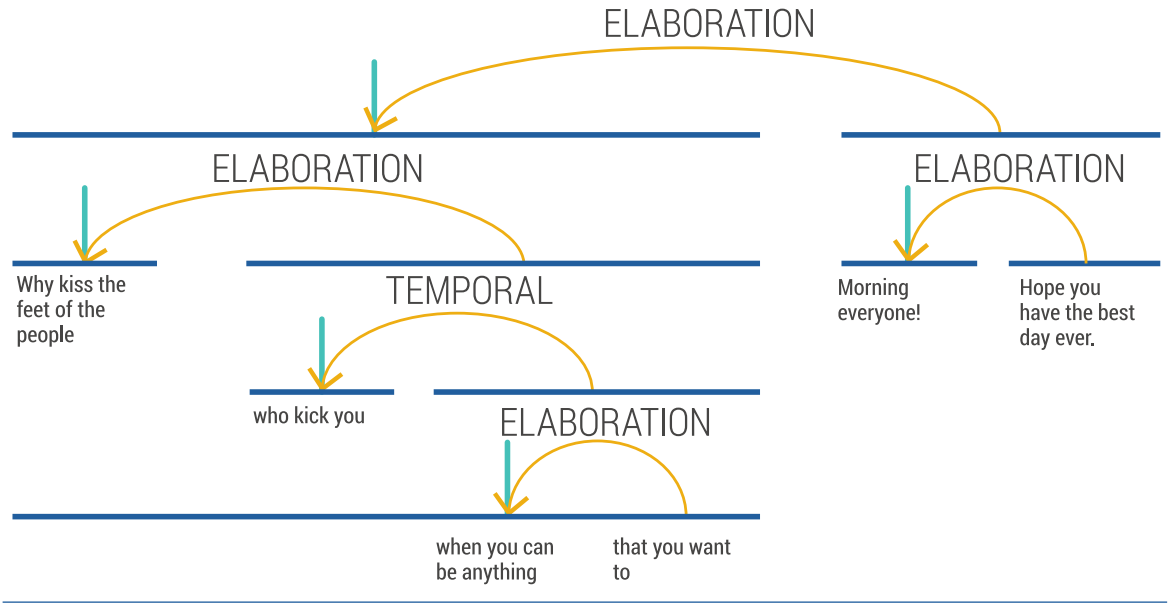 ELABORATION
ELABORATION
ELABORATION
Why kiss the
feet of the
people
TEMPORAL
Morning
everyone!
Hope you
have the best
day ever.
who kick you
ELABORATION
when you can
be anything
that you want
to